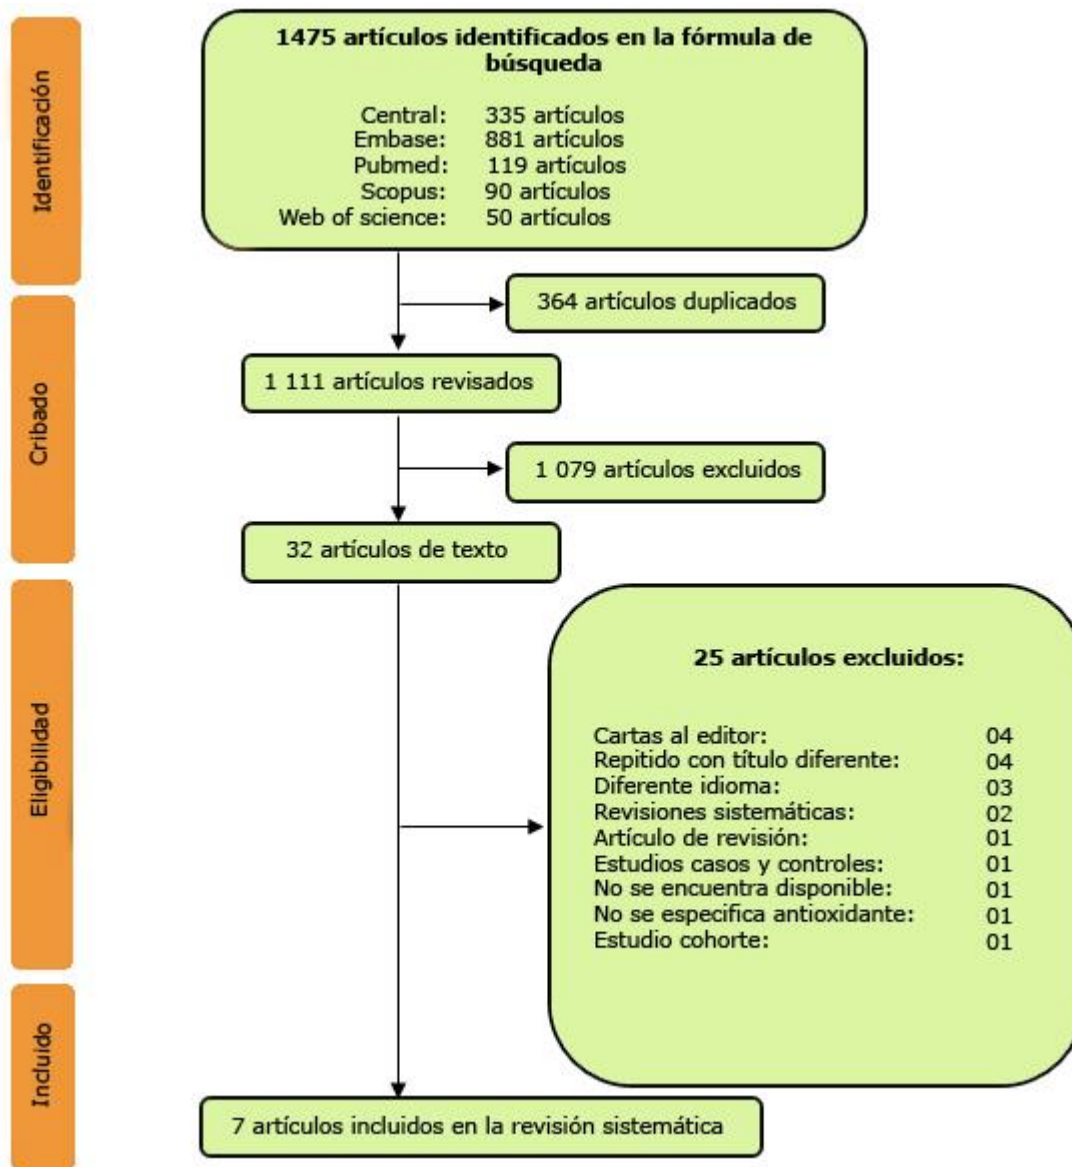 Identificación
1475 artículos identificados en la fórmula de
búsqueda
Central: 335 artículos
Embase: 881 artículos
Pubmed: 119 artículos
Scopus: 90 artículos
Web of science: 50 artículos
364 artículos duplicados
Cribado
1 111 artículos revisados
1 079 artículos excluidos
32 artículos de texto
Eligibilidad
25 artículos excluidos:
Cartas al editor: 04
Repitido con título diferente: 04
Diferente idioma: 03
Revisiones sistemáticas: 02
Artículo de revisión: 01
Estudios casos y controles: 01
No se encuentra disponible: 01
No se especifica antioxidante: 01
Estudio cohorte: 01
Incluido
7 artículos incluidos en la revisión sistemática